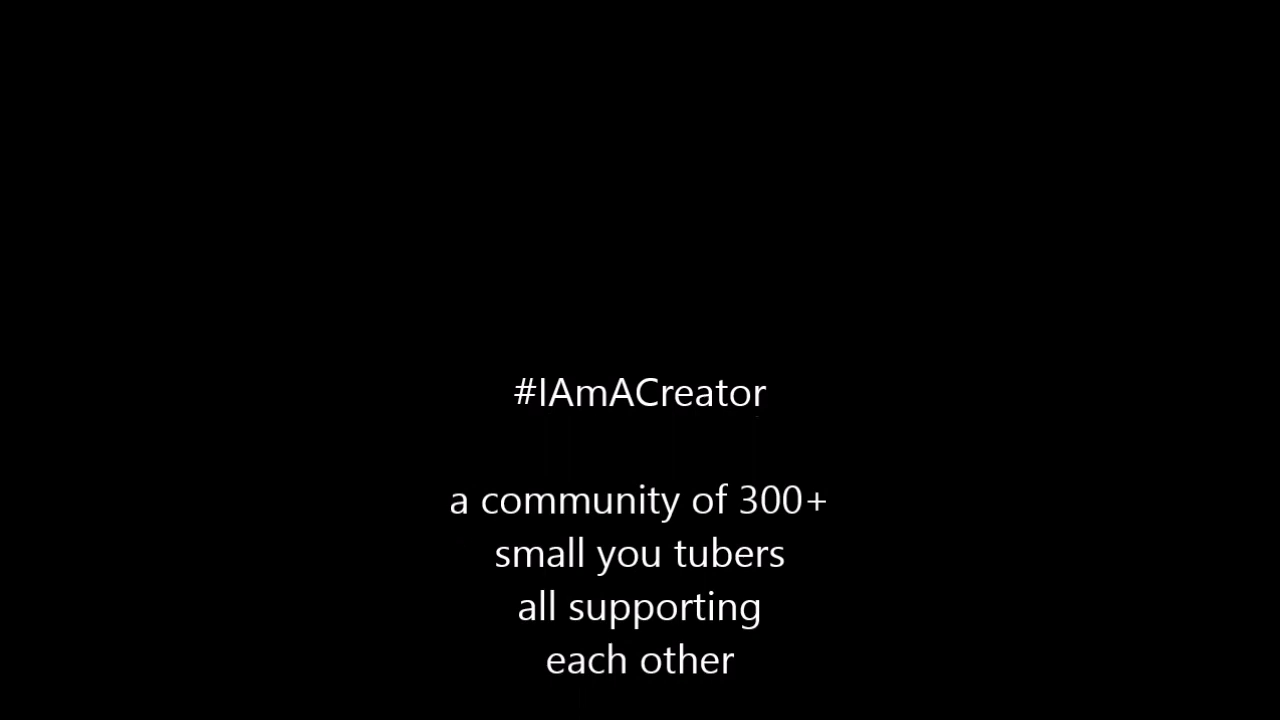 #IAmACreator
a community of 300+
small you tubers
all supporting
each other